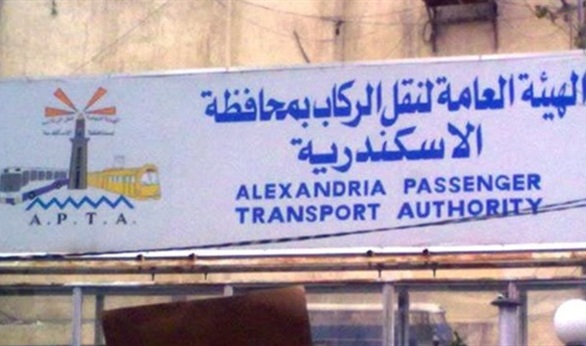 الهيئة العامة لنقل الركاب بمحافظة
الاسكندرية
ALEXANDRIA PASSENGER
TRANSPORT AUTHORITY
A.P.T.A.